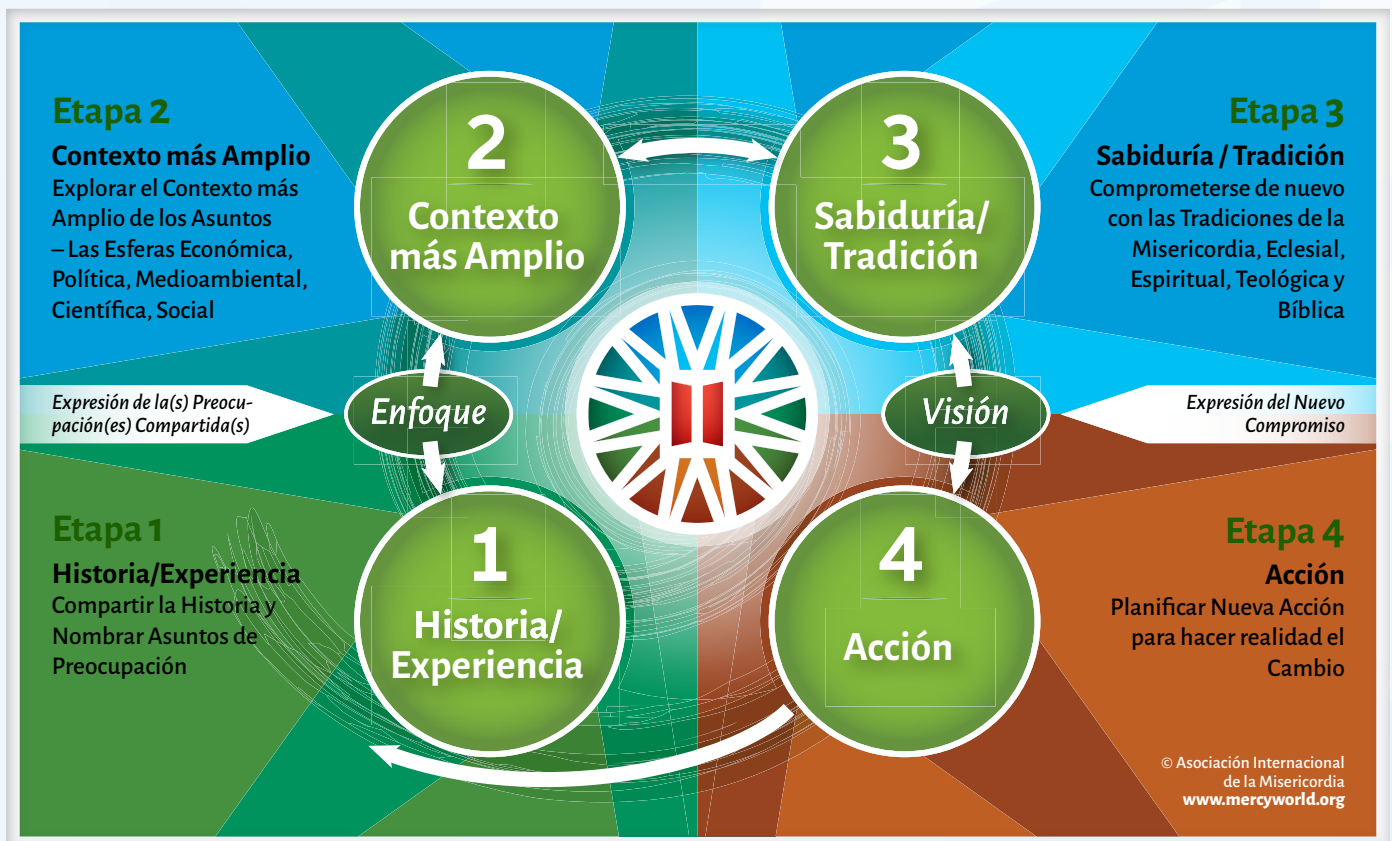 Etapa 2
Contexto más Amplio
Explorar el Contexto más
Amplio de los Asuntos
– Las Esferas Económica,
Política, Medioambiental,
Científica, Social
2
Contexto
más Amplio
3
Sabiduría/
Tradición
Etapa 3
Sabiduría / Tradición
Comprometerse de nuevo
con las Tradiciones de la
Misericordia, Eclesial,
Espiritual, Teológica y
Bíblica
Expresión de la(s) Preocu-
pación(es) Compartida(s)
Enfoque
Visión
Expresión del Nuevo
Compromiso
Etapa 1
Historia/Experiencia
Compartir la Historia y
Nombrar Asuntos de
Preocupación
1
Historia/
Experiencia
4
Acción
Etapa 4
Acción
Planificar Nueva Acción
para hacer realidad el
Cambio
© Asociación Internacional
de la Misericordia
www.mercyworld.org